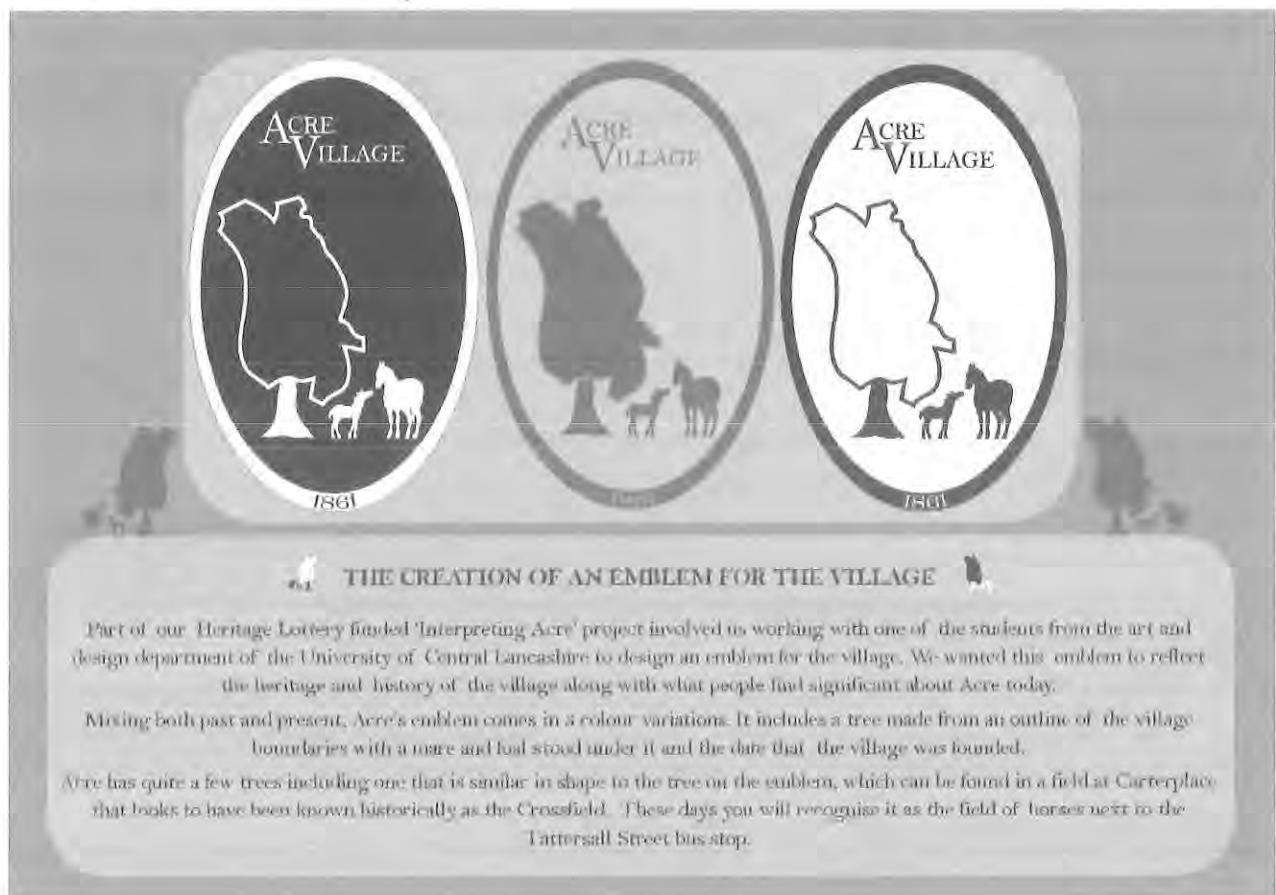 ACRE
VILLAGE
1861
ACRE
VILLAGE
ACRE
VILLAGE
1861
THE CREATION OF AN EMBLEM FOR THE VILLAGE
Part of our Heritage Lottery funded 'Interpreting Acre' project involved us working with one of the students from the art and
design department of the University of Central Lancashire to design an emblem for the village. We wanted this emblem to reflect
the heritage and history of the village along with what people find significant about Acre today.
Mixing both past and present, Acre's emblem comes in 3 colour variations. It includes a tree made from an outline of the village
boundaries with a mare and foal stood under it and the date that the village was founded.
Acre has quite a few trees including one that is similar in shape to the tree on the emblem, which can be found in a field at Carterplace
that looks to have been known historically as the Crossfield. These days you will recognise it as the field of horses next to the
Tattersall Street bus stop.